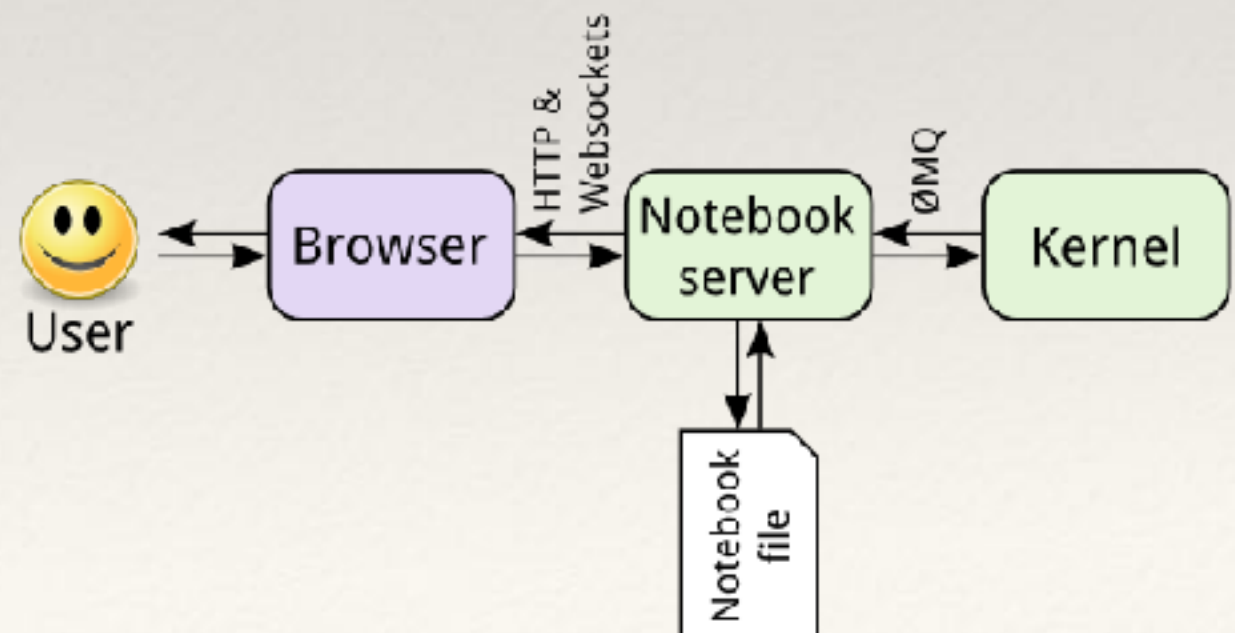 User
Browser
HTTP &
Websockets
Notebook
server
ØMQ
Kernel
Notebook
file